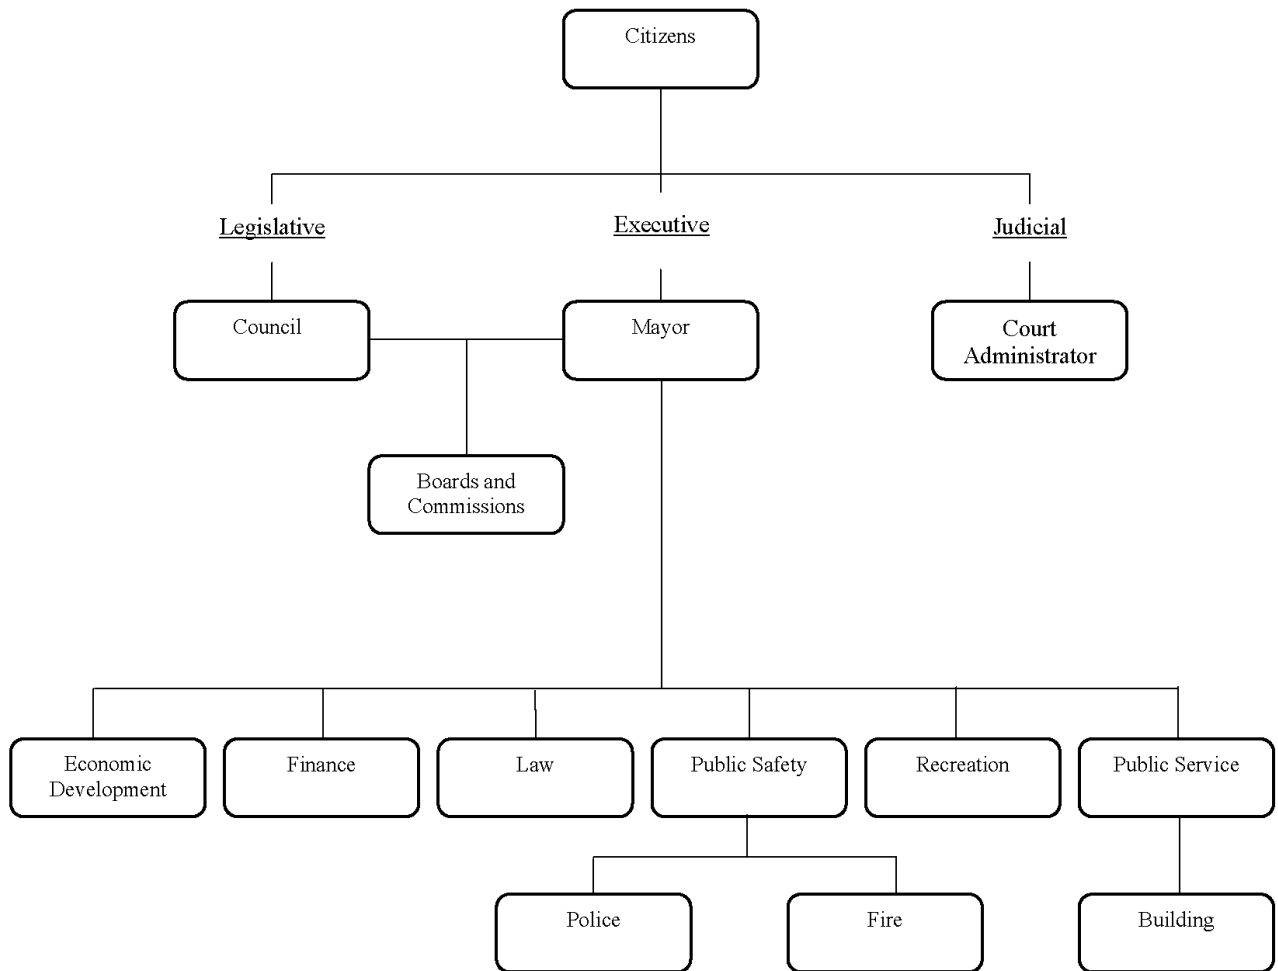 Citizens
Legislative
Executive
Judicial
Council
Mayor
Court
Administrator
Boards and
Commissions
Economic
Development
Finance
Law
Public Safety
Recreation
Public Service
Police
Fire
Building